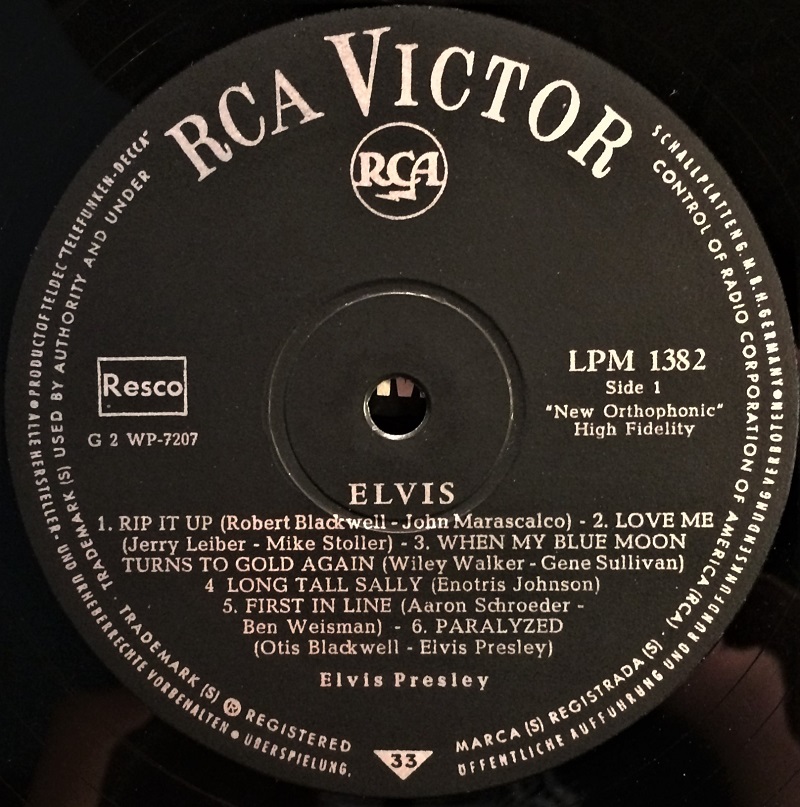 RCA VICTOR
RCA
Resco
G 2 WP-7207
LPM 1382
Side 1
"New Orthophonic"
High Fidelity
ELVIS
1. RIP IT UP (Robert Blackwell - John Marascalco) - 2. LOVE ME
(Jerry Leiber - Mike Stoller) - 3. WHEN MY BLUE MOON
TURNS TO GOLD AGAIN (Wiley Walker - Gene Sullivan)
4 LONG TALL SALLY (Enotris Johnson)
5. FIRST IN LINE (Aaron Schroeder -
Ben Weisman) - 6. PARALYZED
(Otis Blackwell - Elvis Presley)
Elvis Presley
33
PRODUCT OF TELDEC "TELEFUNKEN-DECCA"
SCHALLPLATTEN G.M.B.H. GERMANY ●
ALLE HERSTELLER- UND URHEBERRECHTE VORBEHALTEN ● ÜBERSPIELUNG,
ÖFFENTLICHE AUFFÜHRUNG UND RUNDFUNKSENDUNG VERBOTEN ●
TRADEMARK (S) USED BY AUTHORITY AND UNDER
CONTROL OF RADIO CORPORATION OF AMERICA (RCA)
· TRADEMARK (S) ® REGISTERED
MARCA (S) REGISTRADA (S) ·